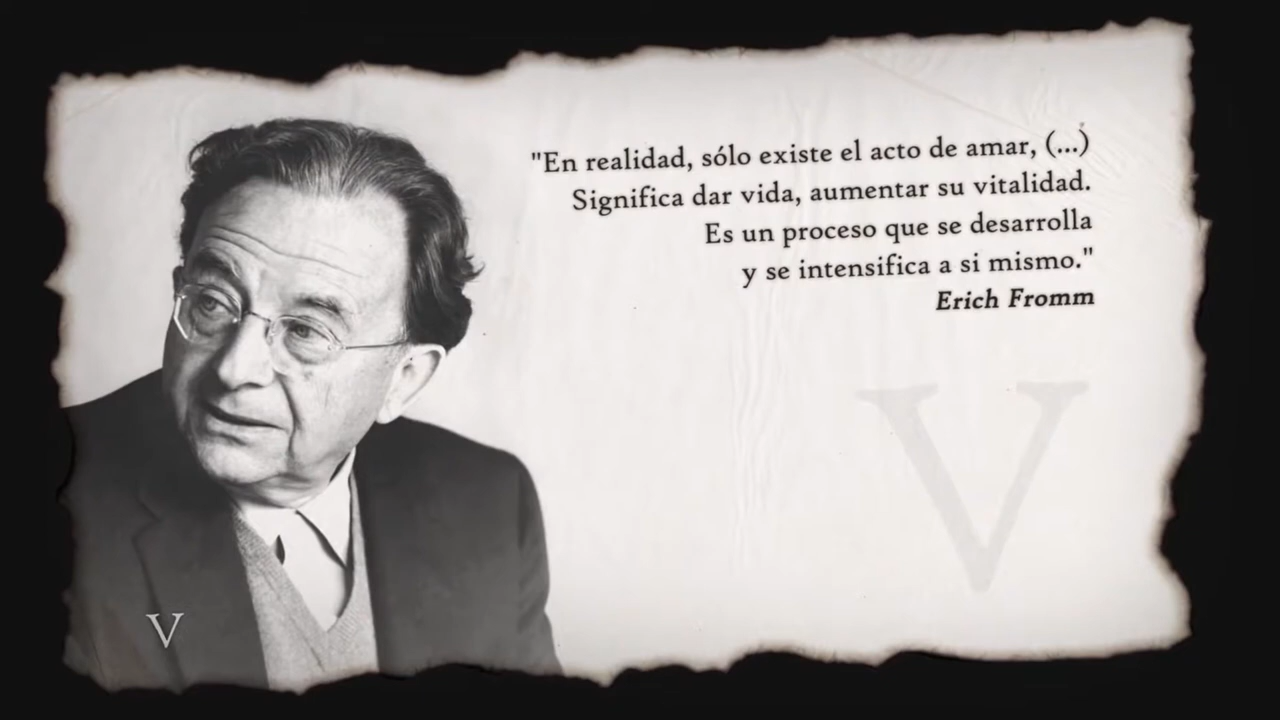 "En realidad, sólo existe el acto de amar, (...)
Significa dar vida, aumentar su vitalidad.
Es un proceso que se desarrolla
y se intensifica a si mismo."
Erich Fromm
V
V